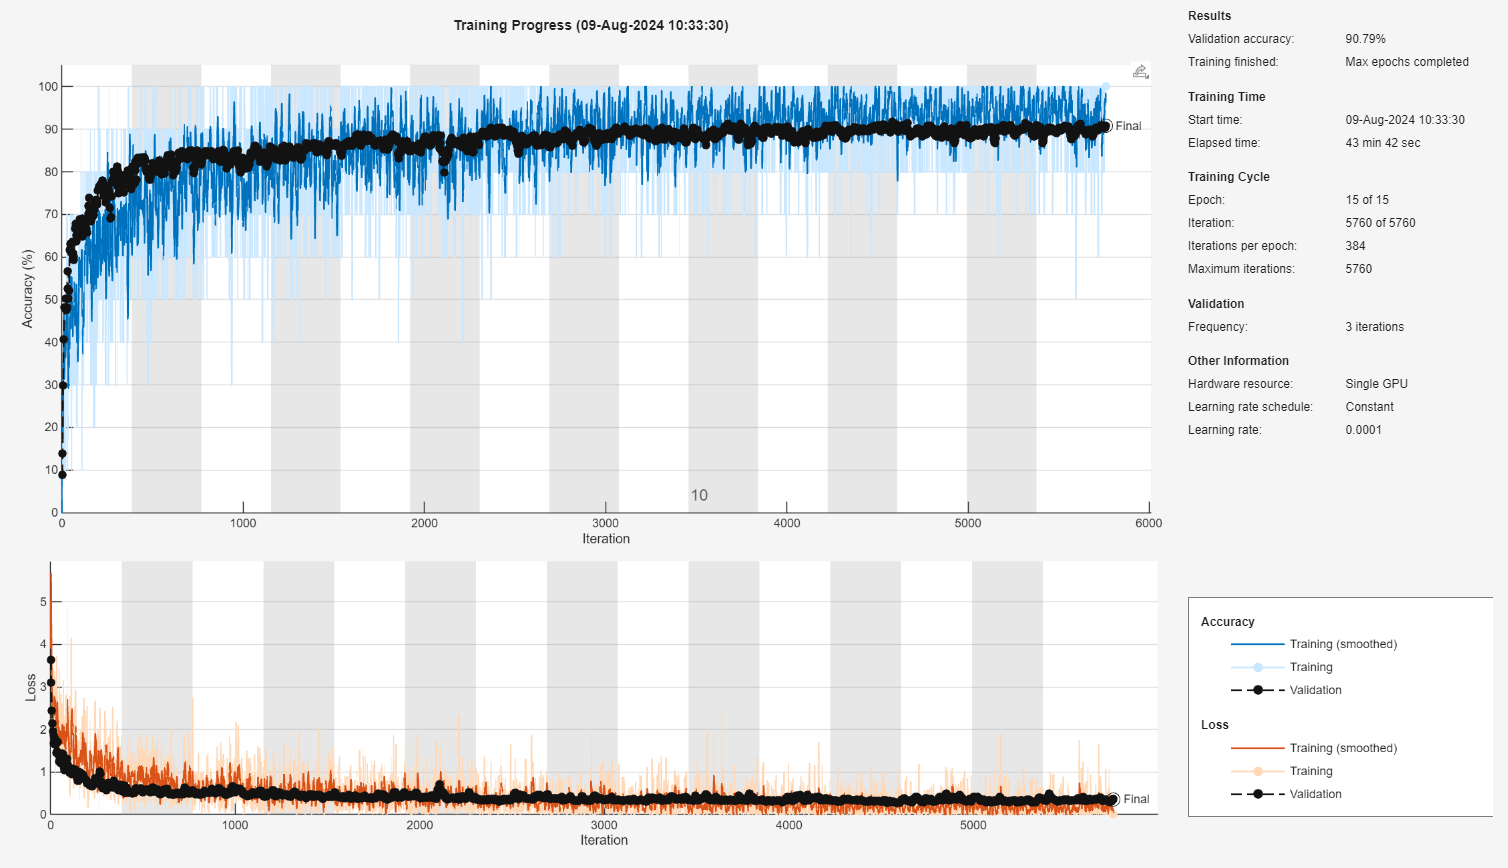 Training Progress (09-Aug-2024 10:33:30)
Accuracy (%)
100
90
80
70
60
50
40
30
20
10
0
Final
10
0 1000 2000 3000 4000 5000 6000
Iteration
Loss
5
4
3
2
1
0
Final
0 1000 2000 3000 4000 5000
Iteration
Results
Validation accuracy: 90.79%
Training finished: Max epochs completed
Training Time
Start time: 09-Aug-2024 10:33:30
Elapsed time: 43 min 42 sec
Training Cycle
Epoch: 15 of 15
Iteration: 5760 of 5760
Iterations per epoch: 384
Maximum iterations: 5760
Validation
Frequency: 3 iterations
Other Information
Hardware resource: Single GPU
Learning rate schedule: Constant
Learning rate: 0.0001
Accuracy
Training (smoothed)
Training
Validation
Loss
Training (smoothed)
Training
Validation